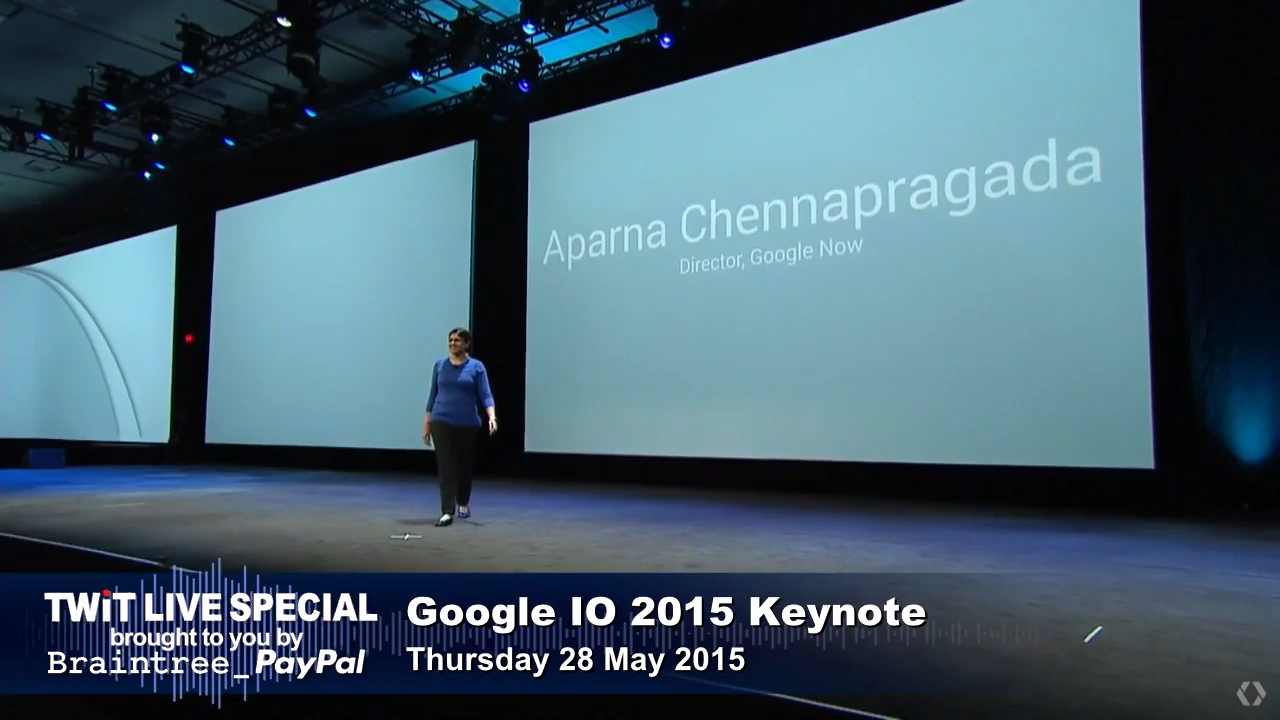 Aparna Chennapragada
Director, Google Now
TWiT LIVE SPECIAL
brought to you by
Braintree_PayPal
Google IO 2015 Keynote
Thursday 28 May 2015